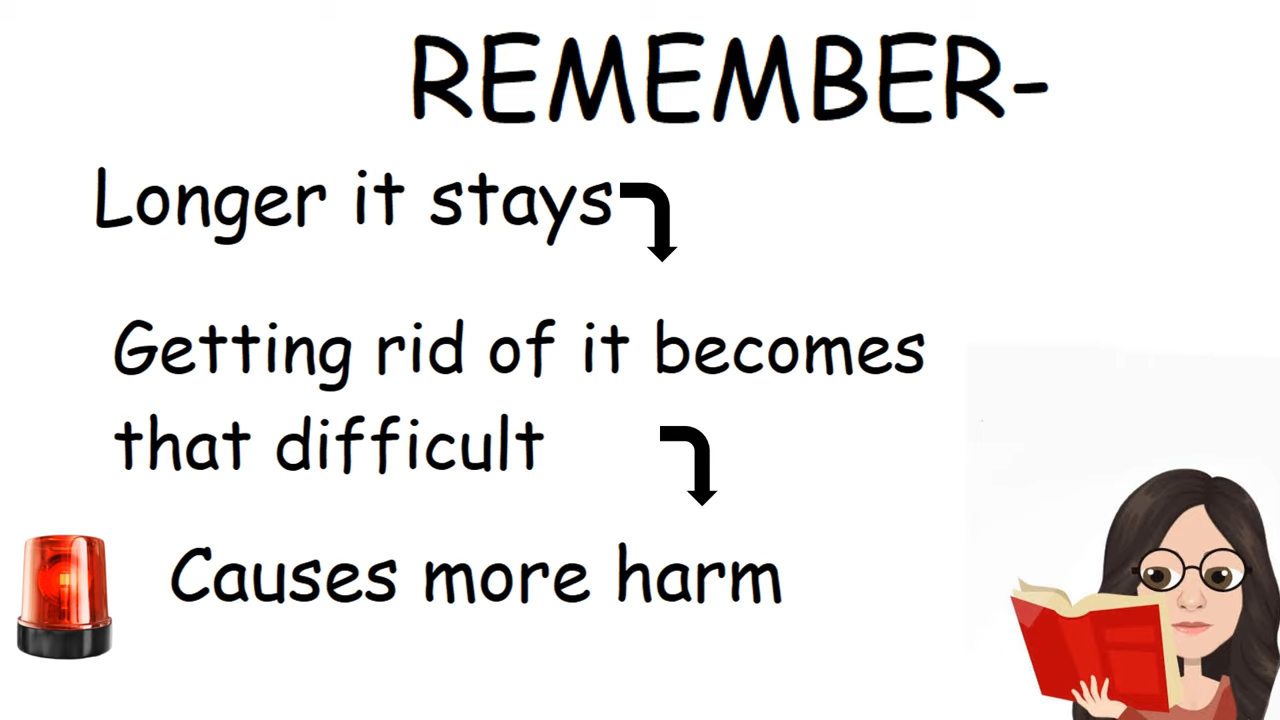 REMEMBER-
Longer it stays
Getting rid of it becomes
that difficult
Causes more harm